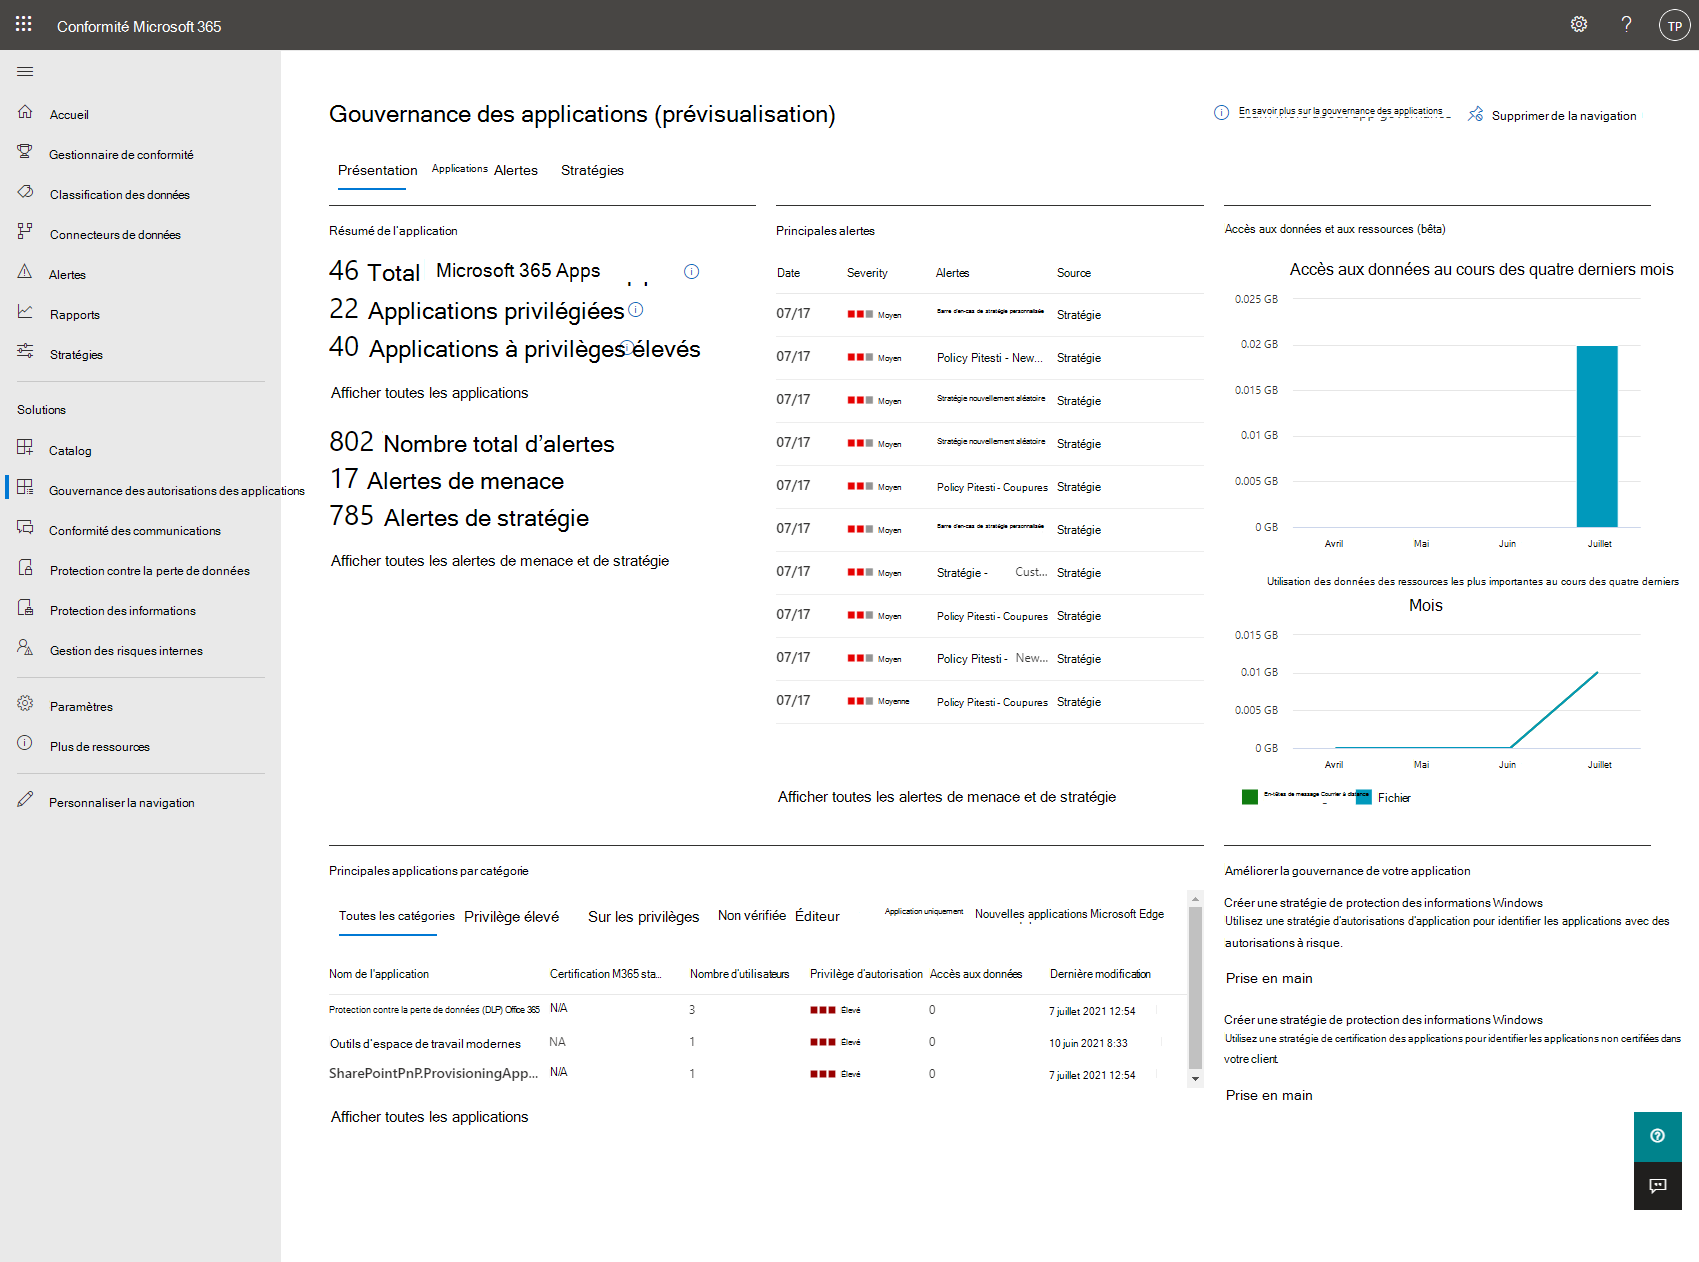 Conformité Microsoft 365
TP
Accueil
Gestionnaire de conformité
Classification des données
Connecteurs de données
Alertes
Rapports
Stratégies
Solutions
Catalog
Gouvernance des autorisations des applications
Conformité des communications
Protection contre la perte de données
Protection des informations
Gestion des risques internes
Paramètres
Plus de ressources
Personnaliser la navigation
Gouvernance des applications (prévisualisation)
En savoir plus sur la gouvernance des applications
Supprimer de la navigation
Présentation Applications Alertes Stratégies
Résumé de l'application
46 Total Microsoft 365 Apps
22 Applications privilégiées
40 Applications à privilèges élevés
Afficher toutes les applications
802 Nombre total d'alertes
17 Alertes de menace
785 Alertes de stratégie
Afficher toutes les alertes de menace et de stratégie
Principales alertes
Date Severity Alertes Source
07/17 Moyen Barre d'en-cas de stratégie personnalisée Stratégie
07/17 Moyen Policy Pitesti - New... Stratégie
07/17 Moyen Stratégie nouvellement aléatoire Stratégie
07/17 Moyen Stratégie nouvellement aléatoire Stratégie
07/17 Moyen Policy Pitesti - Coupures Stratégie
07/17 Moyen Barre d'en-cas de stratégie personnalisée Stratégie
07/17 Moyen Stratégie - Cust... Stratégie
07/17 Moyen Policy Pitesti - Coupures Stratégie
07/17 Moyen Policy Pitesti - New... Stratégie
07/17 Moyenne Policy Pitesti - Coupures Stratégie
Afficher toutes les alertes de menace et de stratégie
Accès aux données et aux ressources (bêta)
Accès aux données au cours des quatre derniers mois
0.025 GB
0.02 GB
0.015 GB
0.01 GB
0.005 GB
0 GB
Avril Mai Juin Juillet
Utilisation des données des ressources les plus importantes au cours des quatre derniers
Mois
0.015 GB
0.01 GB
0.005 GB
0 GB
Avril Mai Juin Juillet
En-têtes de message Courrier à distance Fichier
Principales applications par catégorie
Toutes les catégories Privilège élevé Sur les privilèges Non vérifiée Éditeur Application uniquement Nouvelles applications Microsoft Edge
Nom de l'application Certification M365 sta... Nombre d'utilisateurs Privilège d'autorisation Accès aux données Dernière modification
Protection contre la perte de données (DLP) Office 365 N/A 3 Élevé 0 7 juillet 2021 12:54
Outils d'espace de travail modernes NA 1 Élevé 0 10 juin 2021 8:33
SharePointPnP.ProvisioningApp... N/A 1 Élevé 0 7 juillet 2021 12:54
Afficher toutes les applications
Améliorer la gouvernance de votre application
Créer une stratégie de protection des informations Windows
Utilisez une stratégie d'autorisations d'application pour identifier les applications avec des
autorisations à risque.
Prise en main
Créer une stratégie de protection des informations Windows
Utilisez une stratégie de certification des applications pour identifier les applications non certifiées dans
votre client.
Prise en main